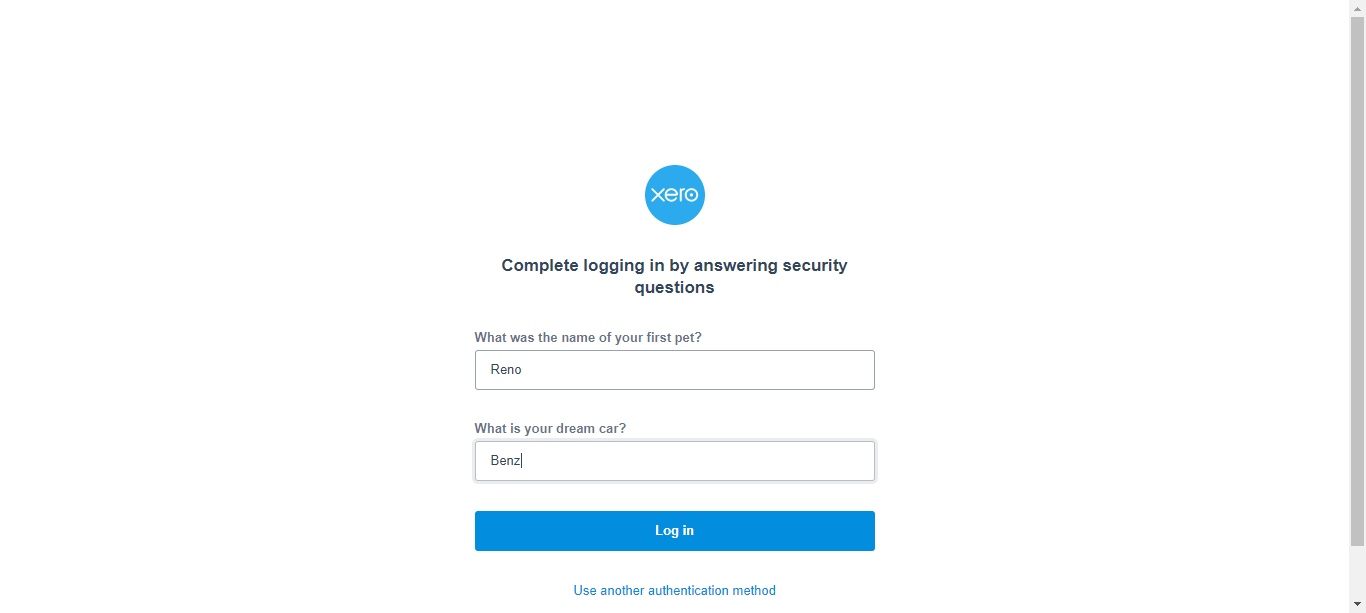 xero
Complete logging in by answering security
questions
What was the name of your first pet?
Reno
What is your dream car?
Benz
Log in
Use another authentication method